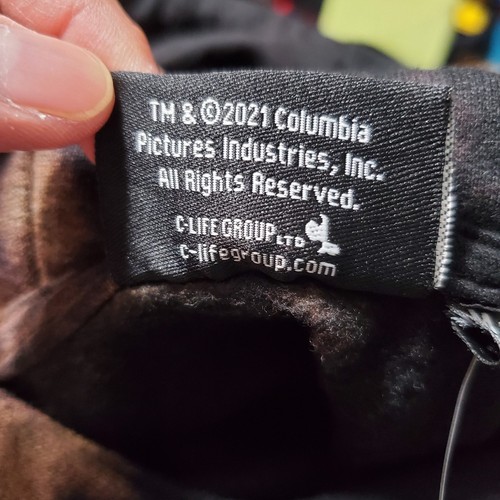 TM & ©2021 Columbia
Pictures Industries, Inc.
All Rights Reserved.
C-LIFE GROUP LTD
c-lifegroup.com